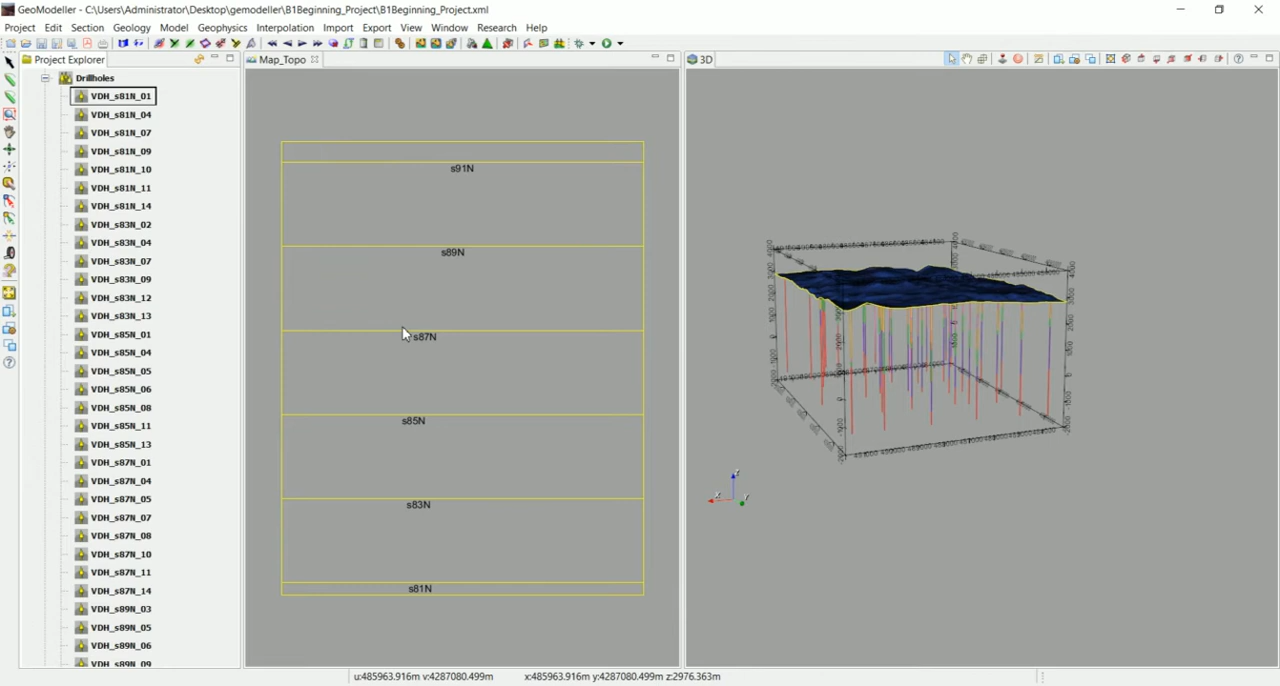 GeoModeller - C:\Users\Administrator\Desktop\gemodeller\B1Beginning_Project\B1Beginning_Project.xml
Project Edit Section Geology Model Geophysics Interpolation Import Export View Window Research Help
Project Explorer
Map_Topo
3D
Drillholes
VDH_s81N_01
VDH_s81N_04
VDH_s81N_07
VDH_s81N_09
VDH_s81N_10
VDH_s81N_11
VDH_s81N_14
VDH_s83N_02
VDH_s83N_04
VDH_s83N_07
VDH_s83N_09
VDH_s83N_12
VDH_s83N_13
VDH_s85N_01
VDH_s85N_04
VDH_s85N_05
VDH_s85N_06
VDH_s85N_08
VDH_s85N_11
VDH_s85N_13
VDH_s87N_01
VDH_s87N_04
VDH_s87N_05
VDH_s87N_07
VDH_s87N_08
VDH_s87N_10
VDH_s87N_11
VDH_s87N_14
VDH_s89N_03
VDH_s89N_05
VDH_s89N_06
VDH_s89N_09
s91N
s89N
s87N
s85N
s83N
s81N
u:485963.916m v:4287080.499m x:485963.916m y:4287080.499m z:2976.363m